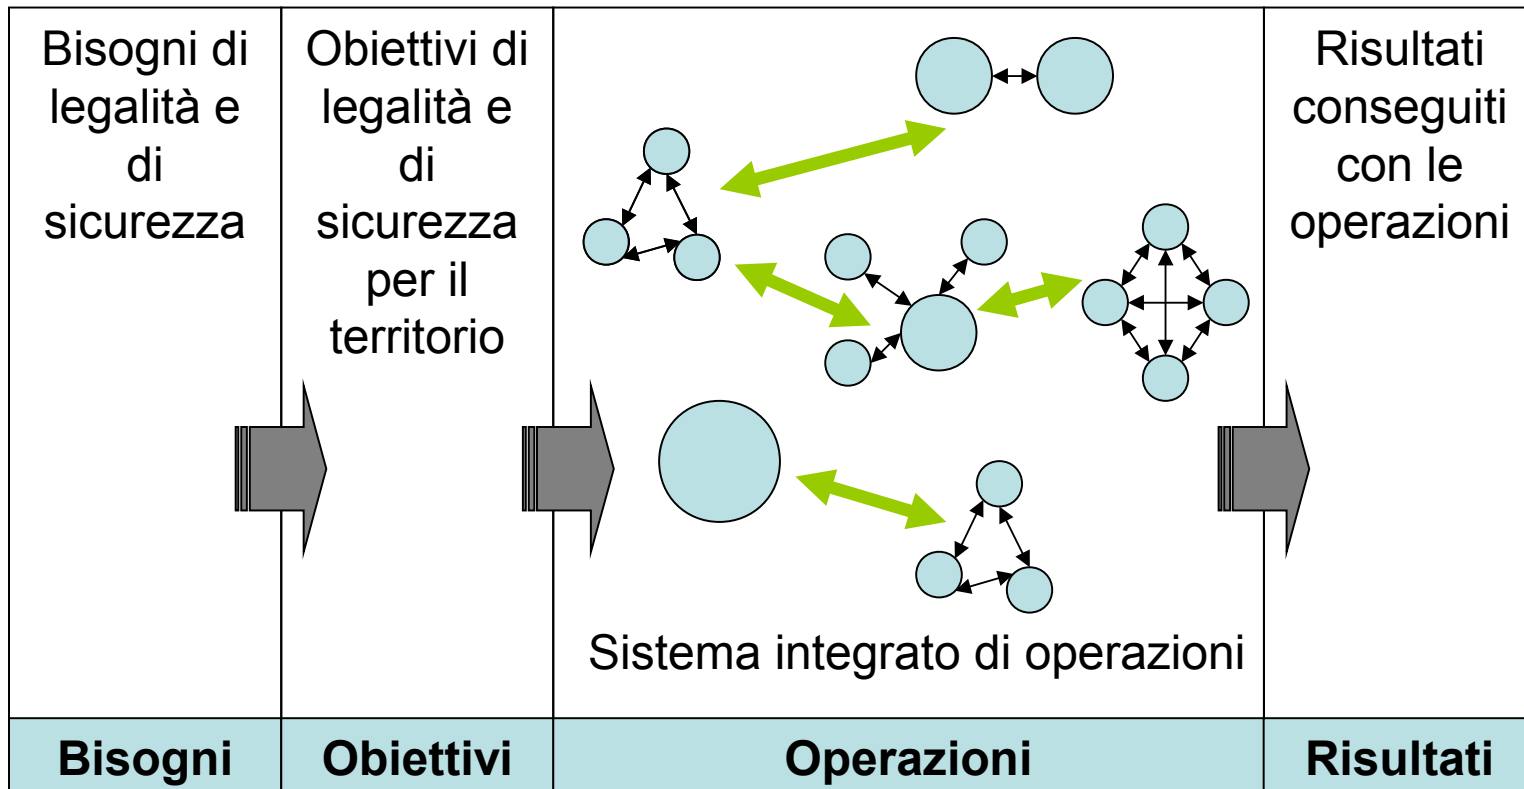 Bisogni di
legalità e
di
sicurezza
Obiettivi di
legalità e
di
sicurezza
per il
territorio
Sistema integrato di operazioni
Risultati
conseguiti
con le
operazioni
Bisogni
Obiettivi
Operazioni
Risultati